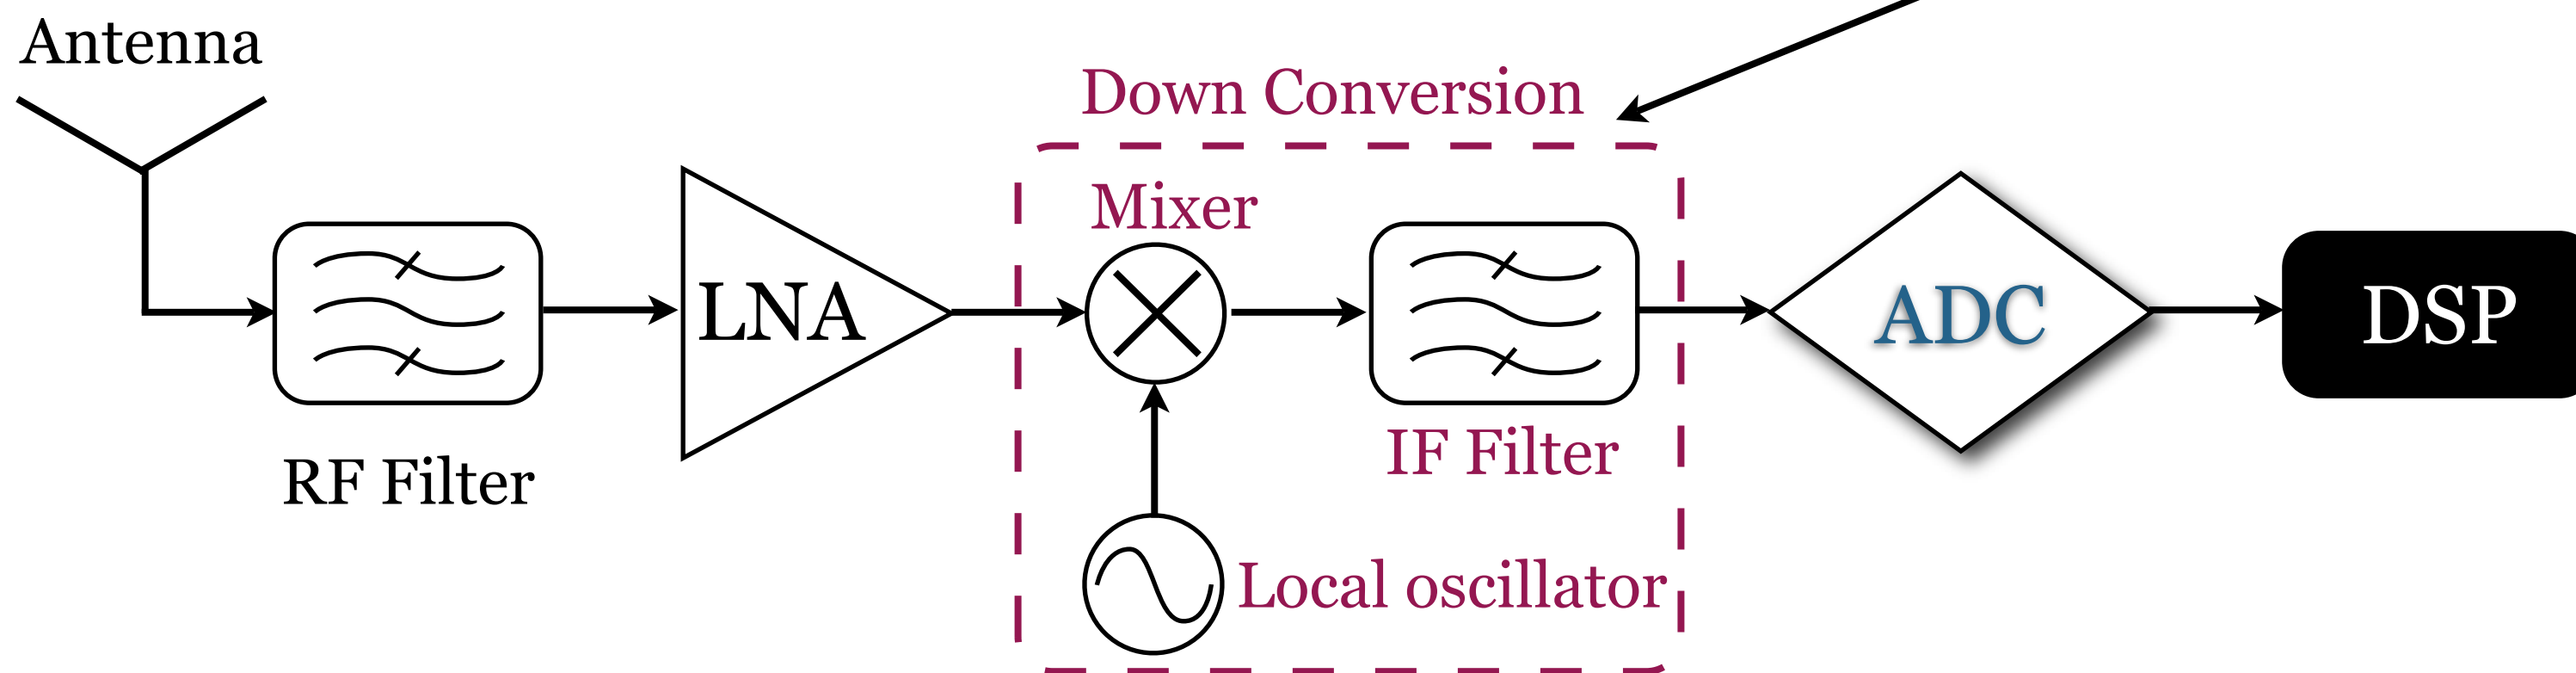 Antenna
Down Conversion
Mixer
LNA
ADC
DSP
RF Filter
IF Filter
Local oscillator